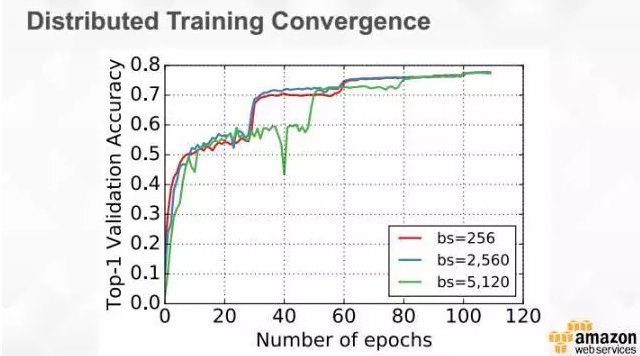 Distributed Training Convergence
Top-1 Validation Accuracy
0.8
0.7
0.6
0.5
0.4
0.3
0.2
0.1
0.0
bs=256
bs=2,560
bs=5,120
0 20 40 60 80 100 120
Number of epochs
amazon
web services